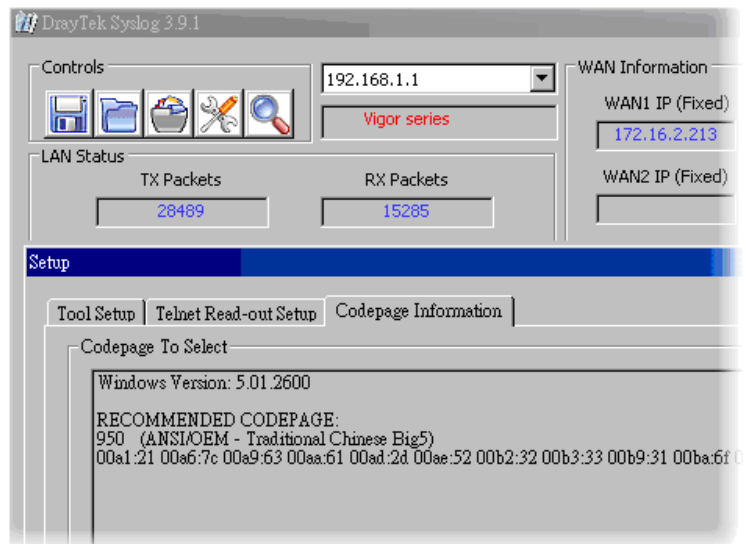 DrayTek Syslog 3.9.1
Controls
192.168.1.1
Vigor series
WAN Information
WAN1 IP (Fixed)
172.16.2.213
WAN2 IP (Fixed)
LAN Status
TX Packets
RX Packets
28489
15285
Setup
Tool Setup
Telnet Read-out Setup
Codepage Information
Codepage To Select
Windows Version: 5.01.2600
RECOMMENDED CODEPAGE:
950 (ANSI/OEM - Traditional Chinese Big5)
00a1:21 00a6:7c 00a9:63 00aa:61 00ad:2d 00ae:52 00b2:32 00b3:33 00b9:31 00ba:6f